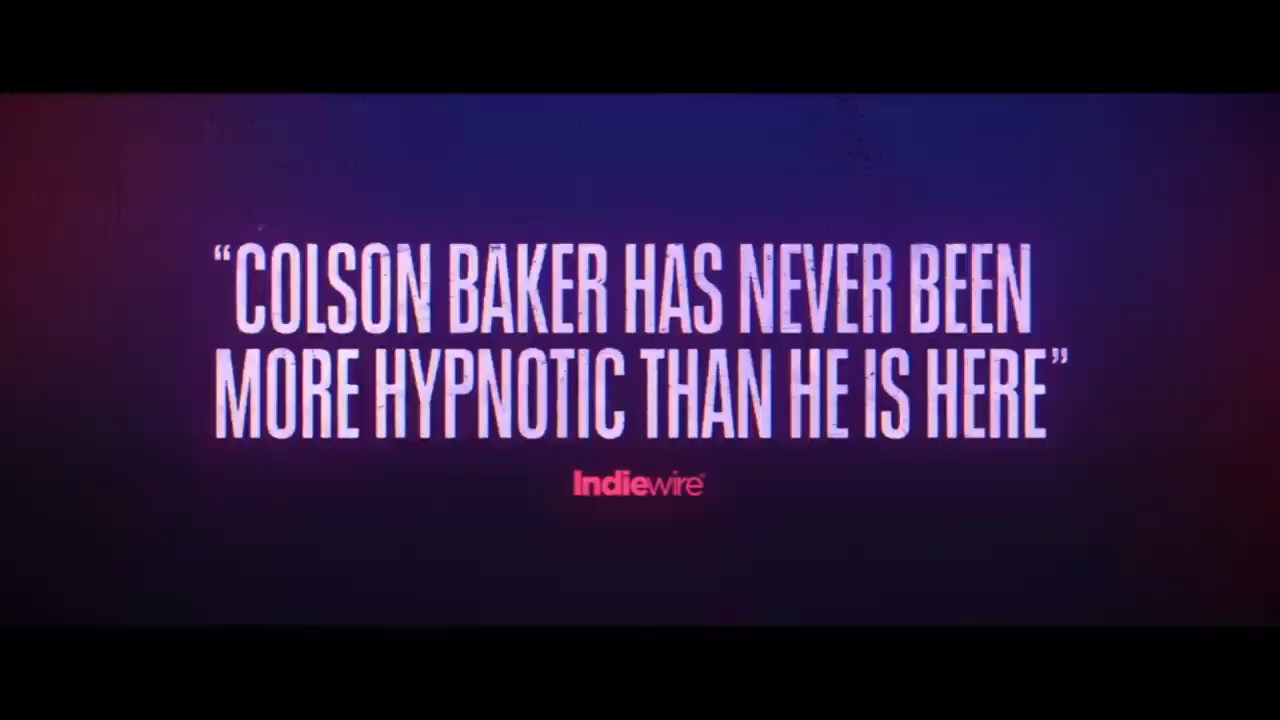 “COLSON BAKER HAS NEVER BEEN
MORE HYPNOTIC THAN HE IS HERE”
Indiewire